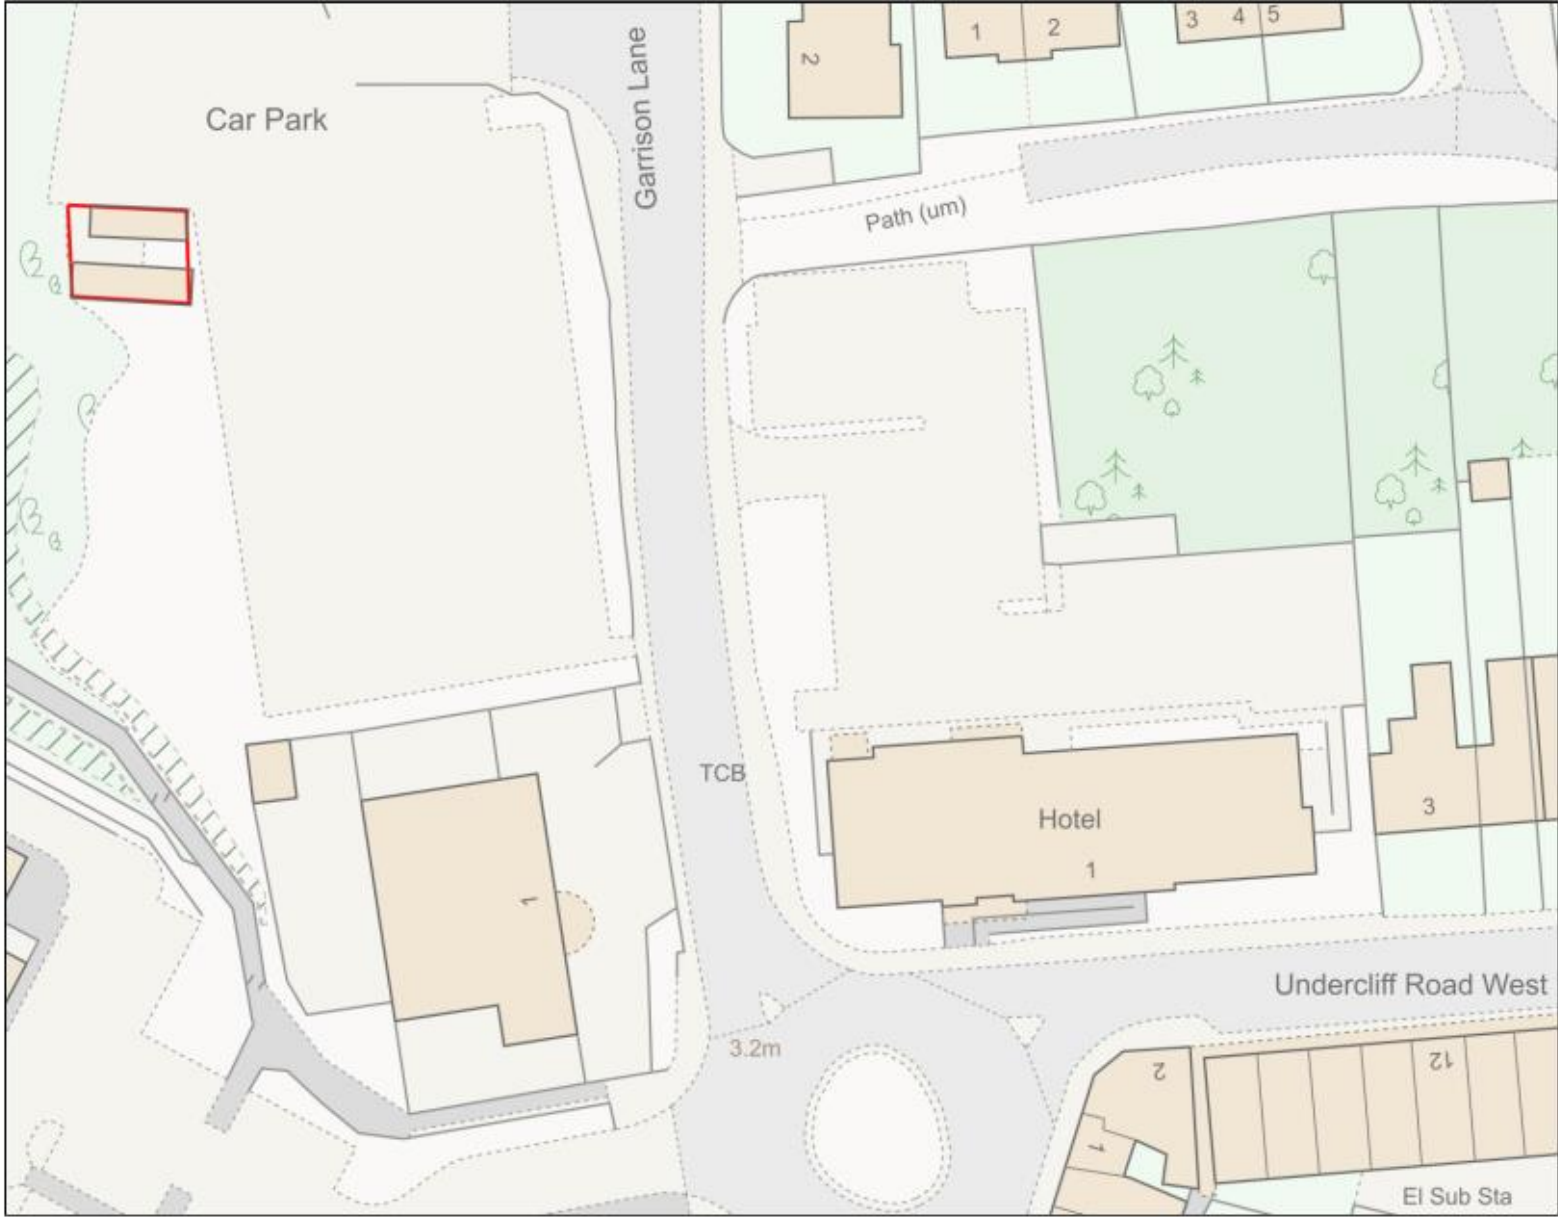 1
2
3
4
5
2
Garrison Lane
Car Park
Path (um)
TCB
Hotel
1
3
1
Undercliff Road West
3.2m
2
12
1
El Sub Sta